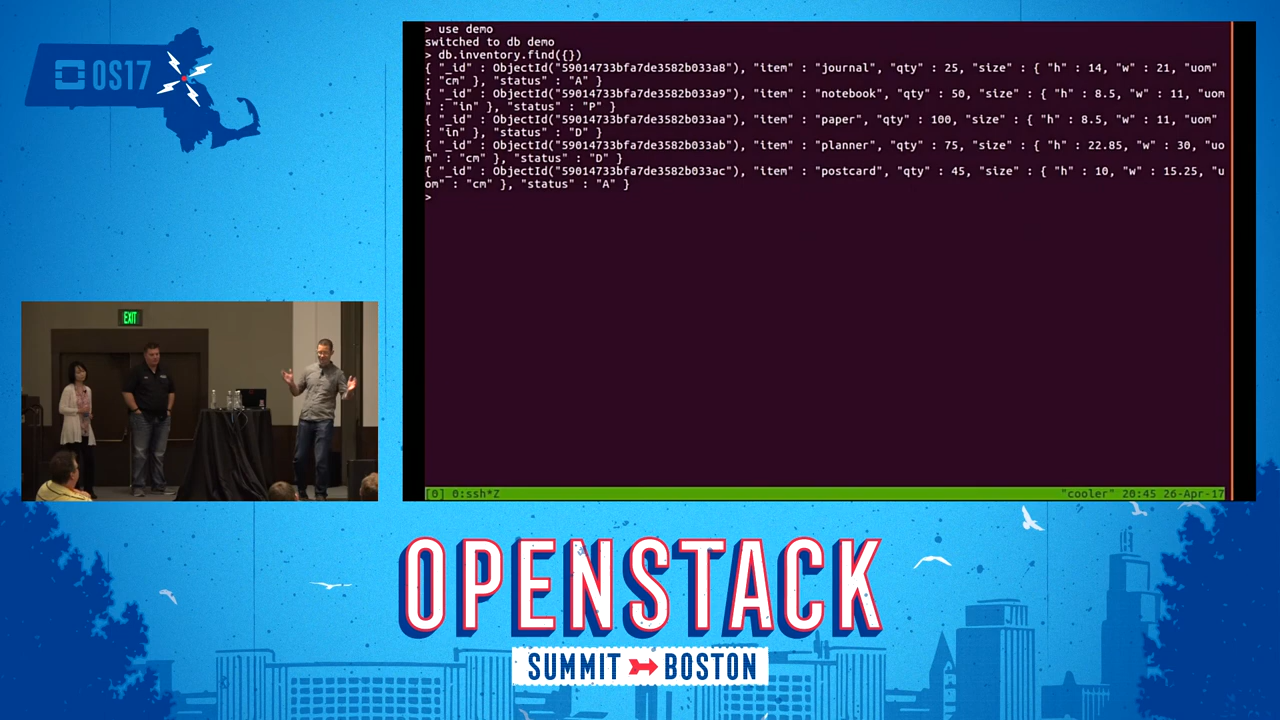 OS17
> use demo
switched to db demo
> db.inventory.find({})
{ "_id" : ObjectId("59014733bfa7de3582b033a8"), "item" : "journal", "qty" : 25, "size" : { "h" : 14, "w" : 21, "uom"
: "cm" }, "status" : "A" }
{ "_id" : ObjectId("59014733bfa7de3582b033a9"), "item" : "notebook", "qty" : 50, "size" : { "h" : 8.5, "w" : 11, "uom
" : "in" }, "status" : "P" }
{ "_id" : ObjectId("59014733bfa7de3582b033aa"), "item" : "paper", "qty" : 100, "size" : { "h" : 8.5, "w" : 11, "uom"
: "in" }, "status" : "D" }
{ "_id" : ObjectId("59014733bfa7de3582b033ab"), "item" : "planner", "qty" : 75, "size" : { "h" : 22.85, "w" : 30, "uo
m" : "cm" }, "status" : "D" }
{ "_id" : ObjectId("59014733bfa7de3582b033ac"), "item" : "postcard", "qty" : 45, "size" : { "h" : 10, "w" : 15.25, "u
om" : "cm" }, "status" : "A" }
>
[0] 0:ssh*Z "cooler" 20:45 26-Apr-17
EXIT
OPENSTACK
SUMMIT BOSTON